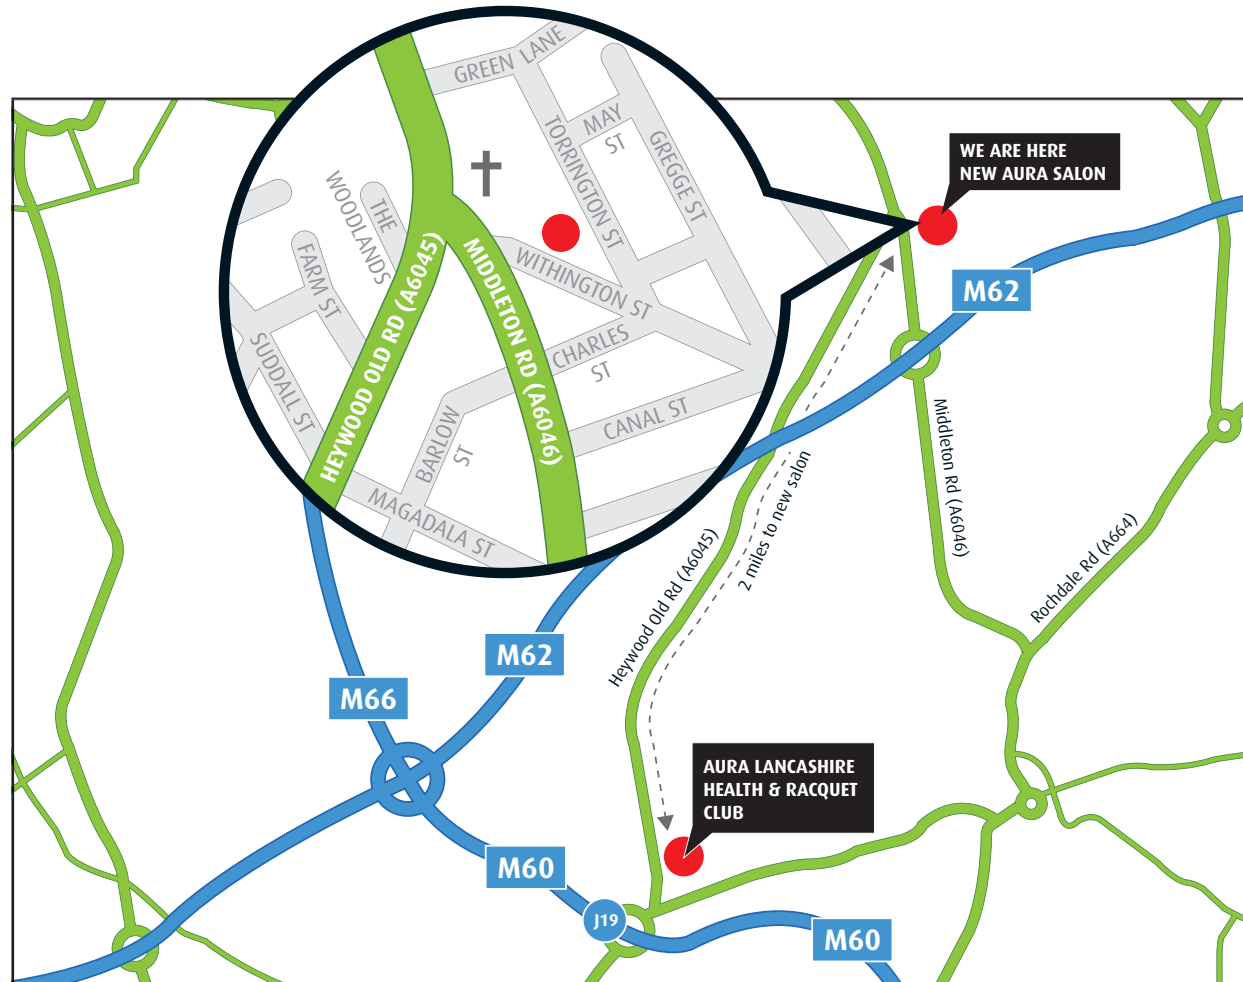 GREEN LANE
MAY
ST
TORRINGTON ST
GREGGE ST
THE
WOODLANDS
FARM ST
WITHINGTON ST
SUDDALL ST
HEYWOOD OLD RD (A6045)
MIDDLETON RD (A6046)
CHARLES
ST
BARLOW
ST
CANAL ST
MAGADALA ST
WE ARE HERE
NEW AURA SALON
M62
Middleton Rd (A6046)
2 miles to new salon
Heywood Old Rd (A6045)
Rochdale Rd (A664)
M62
M66
AURA LANCASHIRE
HEALTH & RACQUET
CLUB
M60
J19
M60